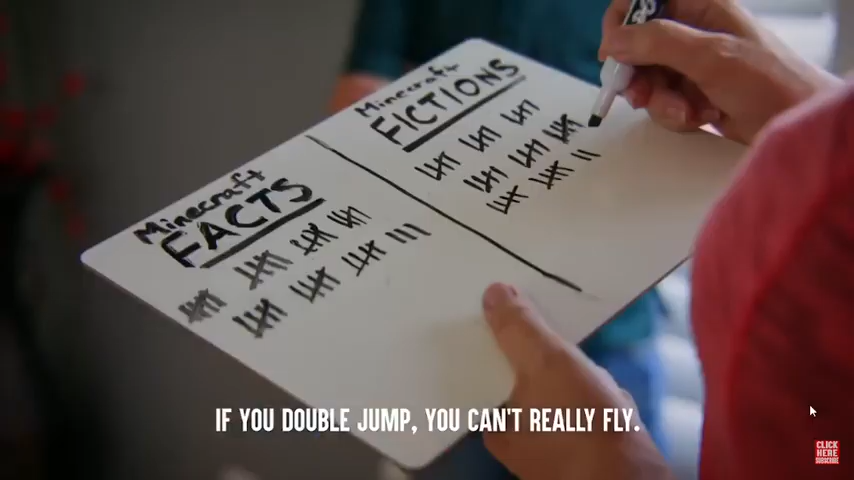 Minecraft
FACTS
Minecraft
FICTIONS
IF YOU DOUBLE JUMP, YOU CAN'T REALLY FLY.
CLICK
HERE
SUBSCRIBE